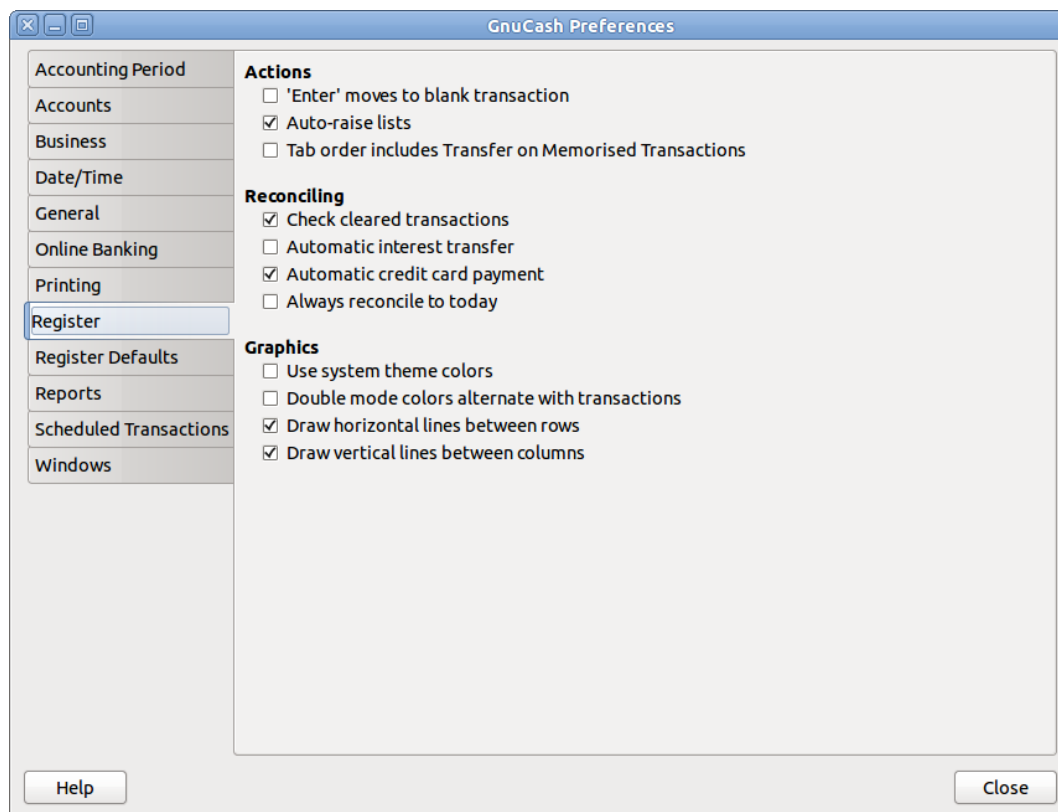 GnuCash Preferences
Accounting Period
Accounts
Business
Date/Time
General
Online Banking
Printing
Register
Register Defaults
Reports
Scheduled Transactions
Windows
Actions
'Enter' moves to blank transaction
Auto-raise lists
Tab order includes Transfer on Memorised Transactions
Reconciling
Check cleared transactions
Automatic interest transfer
Automatic credit card payment
Always reconcile to today
Graphics
Use system theme colors
Double mode colors alternate with transactions
Draw horizontal lines between rows
Draw vertical lines between columns
Help
Close